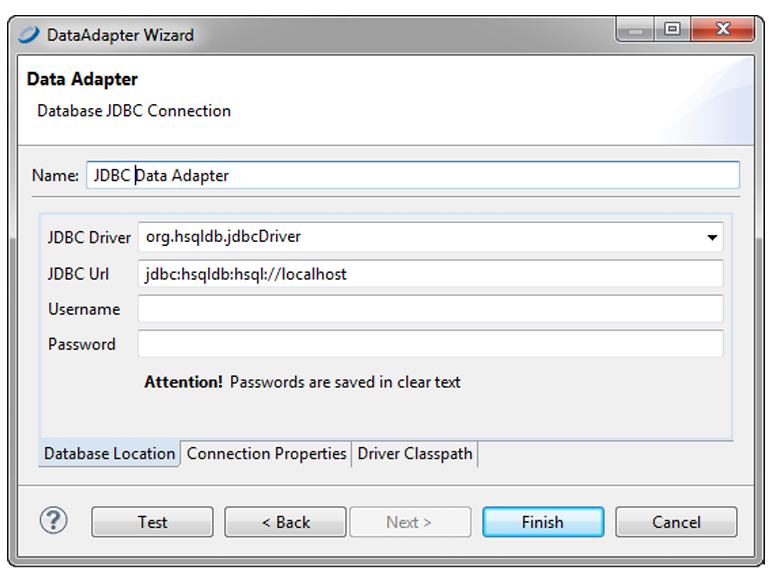 DataAdapter Wizard
Data Adapter
Database JDBC Connection
Name: JDBC Data Adapter
JDBC Driver org.hsqldb.jdbcDriver
JDBC Url jdbc:hsqldb:hsql://localhost
Username
Password
Attention! Passwords are saved in clear text
Database Location Connection Properties Driver Classpath
? Test < Back Next > Finish Cancel